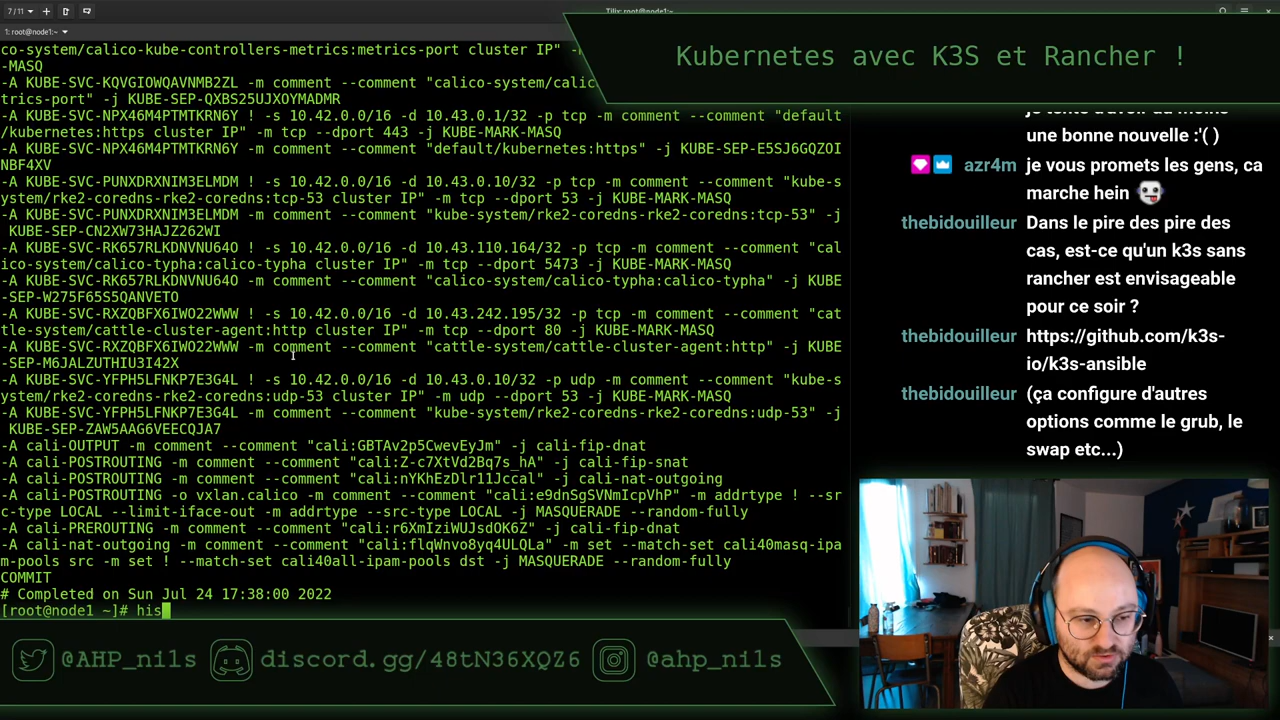 7 / 11
Tilix: root@node1:~
1: root@node1:~
co-system/calico-kube-controllers-metrics:metrics-port cluster IP" -
-MASQ
-A KUBE-SVC-KQVGIOWQAVNMB2ZL -m comment --comment "calico-system/calic
trics-port" -j KUBE-SEP-QXBS25UJXOYMADMR
-A KUBE-SVC-NPX46M4PTMTKRN6Y ! -s 10.42.0.0/16 -d 10.43.0.1/32 -p tcp -m comment --comment "default
/kubernetes:https cluster IP" -m tcp --dport 443 -j KUBE-MARK-MASQ
-A KUBE-SVC-NPX46M4PTMTKRN6Y -m comment --comment "default/kubernetes:https" -j KUBE-SEP-E5SJ6GQZOI
NBF4XV
-A KUBE-SVC-PUNXDRXNIM3ELMDM ! -s 10.42.0.0/16 -d 10.43.0.10/32 -p tcp -m comment --comment "kube-s
ystem/rke2-coredns-rke2-coredns:tcp-53 cluster IP" -m tcp --dport 53 -j KUBE-MARK-MASQ
-A KUBE-SVC-PUNXDRXNIM3ELMDM -m comment --comment "kube-system/rke2-coredns-rke2-coredns:tcp-53" -j
KUBE-SEP-CN2XW73HAJZ262WI
-A KUBE-SVC-RK657RLKDNVNU64O ! -s 10.42.0.0/16 -d 10.43.110.164/32 -p tcp -m comment --comment "cal
ico-system/calico-typha:calico-typha cluster IP" -m tcp --dport 5473 -j KUBE-MARK-MASQ
-A KUBE-SVC-RK657RLKDNVNU64O -m comment --comment "calico-system/calico-typha:calico-typha" -j KUBE
-SEP-W275F65S5QANVETO
-A KUBE-SVC-RXZQBFX6IWO22WWW ! -s 10.42.0.0/16 -d 10.43.242.195/32 -p tcp -m comment --comment "cat
tle-system/cattle-cluster-agent:http cluster IP" -m tcp --dport 80 -j KUBE-MARK-MASQ
-A KUBE-SVC-RXZQBFX6IWO22WWW -m comment --comment "cattle-system/cattle-cluster-agent:http" -j KUBE
-SEP-M6JALZUTHIU3I42X
-A KUBE-SVC-YFPH5LFNKP7E3G4L ! -s 10.42.0.0/16 -d 10.43.0.10/32 -p udp -m comment --comment "kube-s
ystem/rke2-coredns-rke2-coredns:udp-53 cluster IP" -m udp --dport 53 -j KUBE-MARK-MASQ
-A KUBE-SVC-YFPH5LFNKP7E3G4L -m comment --comment "kube-system/rke2-coredns-rke2-coredns:udp-53" -j
KUBE-SEP-ZAW5AAG6VEECQJA7
-A cali-OUTPUT -m comment --comment "cali:GBTAv2p5CwevEyJm" -j cali-fip-dnat
-A cali-POSTROUTING -m comment --comment "cali:Z-c7XtVd2Bq7s_hA" -j cali-fip-snat
-A cali-POSTROUTING -m comment --comment "cali:nYKhEzDlr11Jccal" -j cali-nat-outgoing
-A cali-POSTROUTING -o vxlan.calico -m comment --comment "cali:e9dnSgSVNmIcpVhP" -m addrtype ! --sr
c-type LOCAL --limit-iface-out -m addrtype --src-type LOCAL -j MASQUERADE --random-fully
-A cali-PREROUTING -m comment --comment "cali:r6XmIziWUJsdOK6Z" -j cali-fip-dnat
-A cali-nat-outgoing -m comment --comment "cali:flqWnvo8yq4ULQLa" -m set --match-set cali40masq-ipa
m-pools src -m set ! --match-set cali40all-ipam-pools dst -j MASQUERADE --random-fully
COMMIT
# Completed on Sun Jul 24 17:38:00 2022
[root@node1 ~]# his
Kubernetes avec K3S et Rancher !
une bonne nouvelle :'( )
azr4m je vous promets les gens, ca
marche hein
thebidouilleur Dans le pire des pire des
cas, est-ce qu'un k3s sans
rancher est envisageable
pour ce soir ?
thebidouilleur https://github.com/k3s-
io/k3s-ansible
thebidouilleur (ça configure d'autres
options comme le grub, le
swap etc...)
@AHP_nils discord.gg/48tN36XQZ6 @ahp_nils